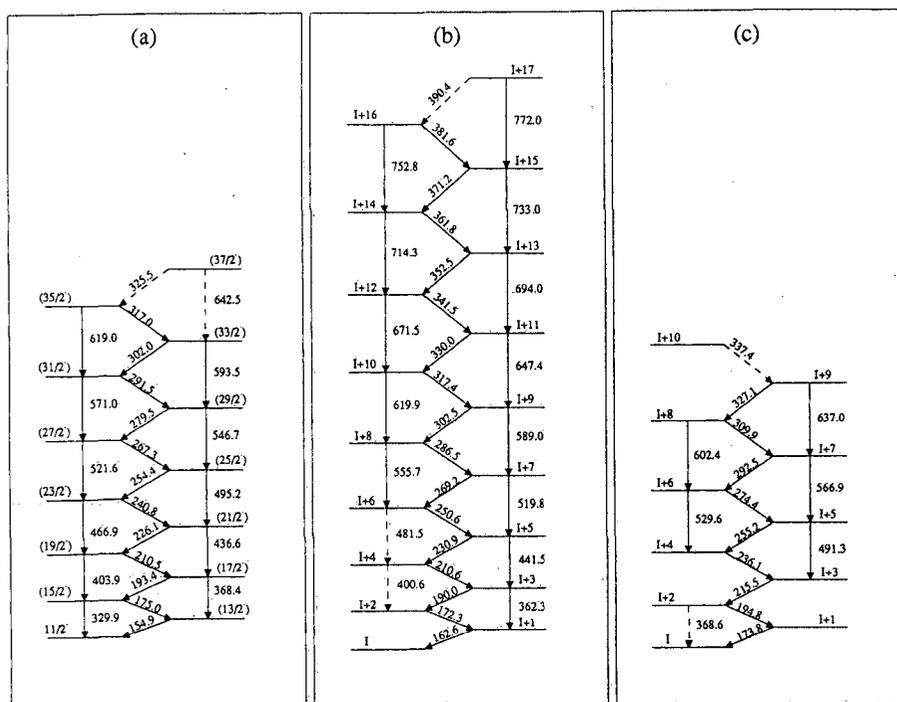 (a)
(b)
(c)
I+17
390.4
I+16
381.6
772.0
752.8
I+15
371.2
I+14
361.8
733.0
714.3
I+13
352.5
I+12
341.5
694.0
671.5
I+11
330.0
I+10
317.4
647.4
619.9
I+9
302.5
I+8
286.5
589.0
555.7
I+7
269.2
I+6
250.6
519.8
481.5
I+5
230.9
I+4
210.6
441.5
400.6
I+3
190.0
I+2
172.3
362.3
I+1
162.6
I
(37/2-)
325.5
(35/2-)
317.0
642.5
619.0
(33/2-)
302.0
(31/2-)
291.5
593.5
571.0
(29/2-)
279.5
(27/2-)
267.3
546.7
521.6
(25/2-)
254.4
(23/2-)
240.8
495.2
466.9
(21/2-)
226.1
(19/2-)
210.5
436.6
403.9
(17/2-)
193.4
(15/2-)
175.0
368.4
329.9
(13/2-)
154.9
11/2-
I+10
337.4
I+9
327.1
I+8
309.9
637.0
602.4
I+7
292.5
I+6
274.4
566.9
529.6
I+5
255.2
I+4
236.1
491.3
I+3
215.5
I+2
194.8
368.6
I+1
173.8
I